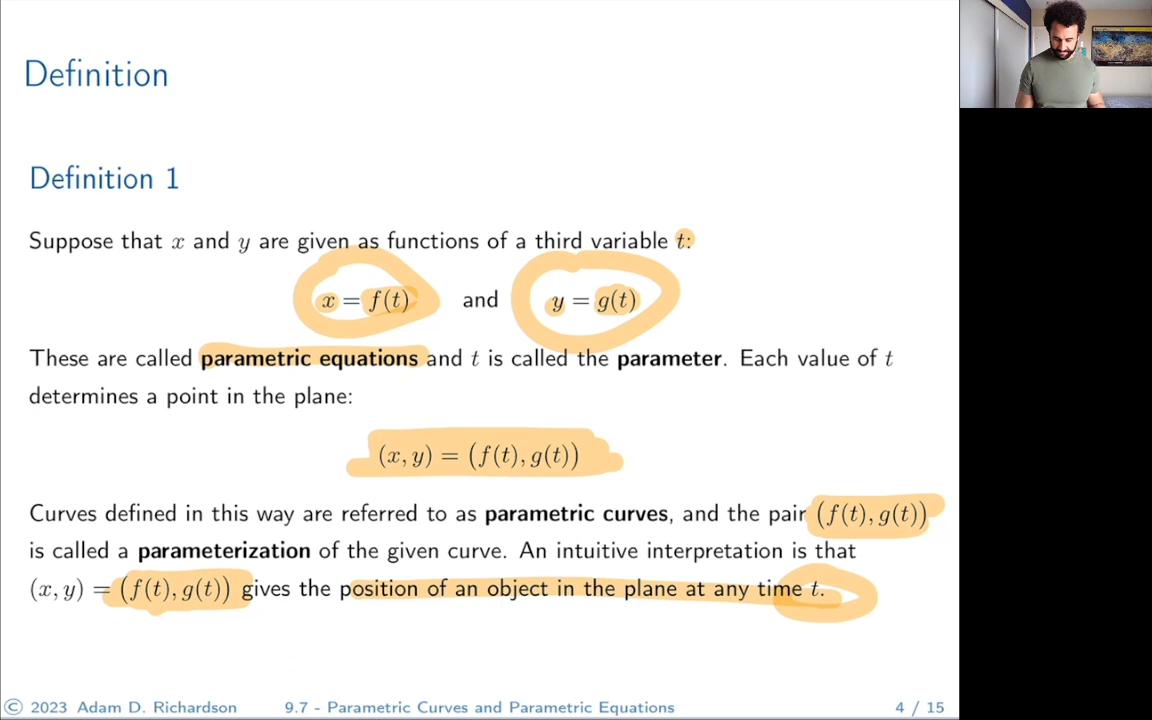 Definition
Definition 1
Suppose that x and y are given as functions of a third variable t:
x = f(t) and y = g(t)
These are called parametric equations and t is called the parameter. Each value of t
determines a point in the plane:
(x, y) = (f(t), g(t))
Curves defined in this way are referred to as parametric curves, and the pair (f(t), g(t))
is called a parameterization of the given curve. An intuitive interpretation is that
(x, y) = (f(t), g(t)) gives the position of an object in the plane at any time t.
© 2023 Adam D. Richardson 9.7 - Parametric Curves and Parametric Equations 4 / 15